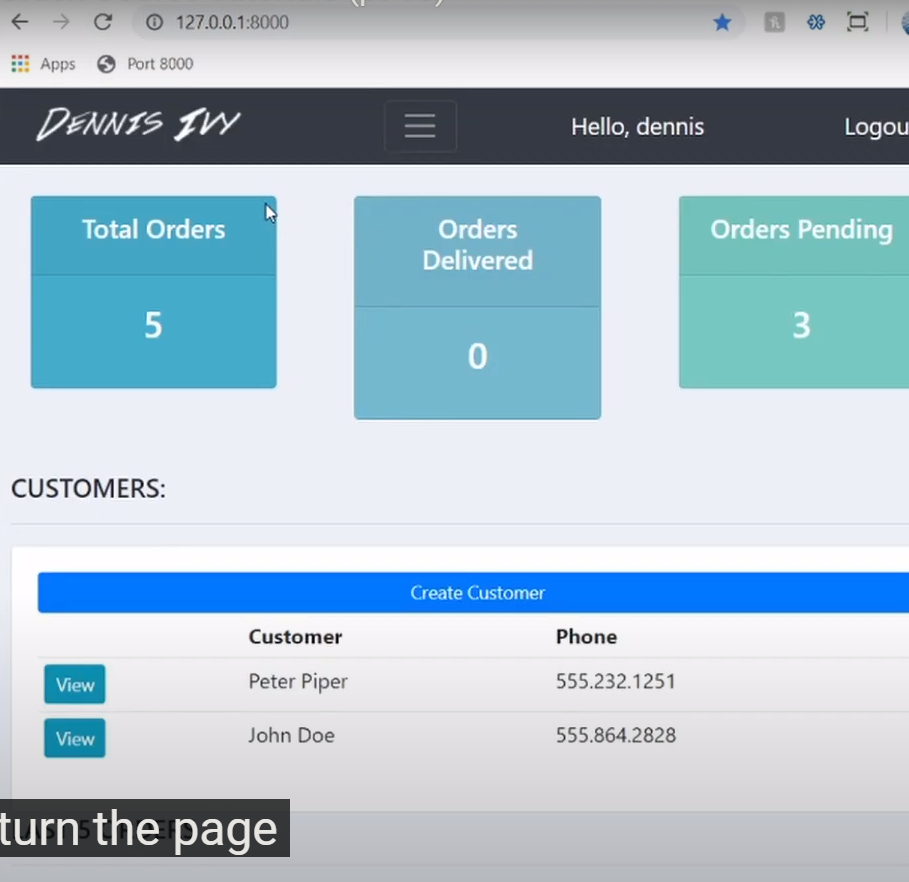 127.0.0.1:8000
Apps
Port 8000
DENNIS IVY
Hello, dennis
Logou
Total Orders
5
Orders
Delivered
0
Orders Pending
3
CUSTOMERS:
Create Customer
Customer Phone
View Peter Piper 555.232.1251
View John Doe 555.864.2828
turn the page